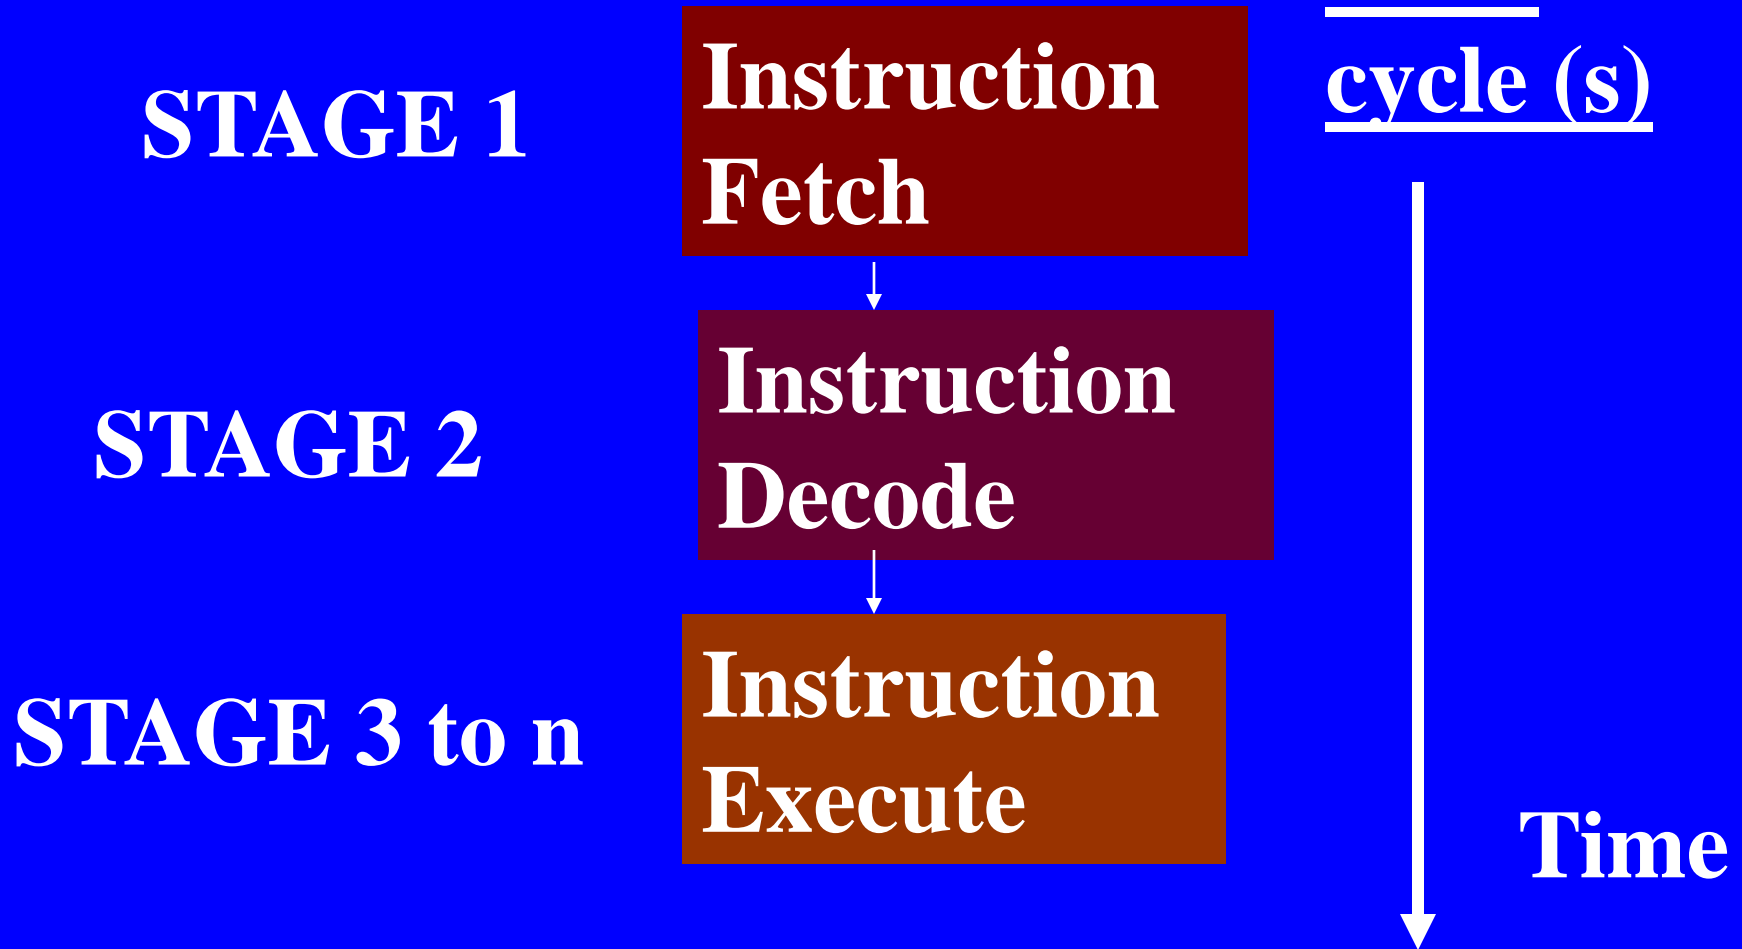 STAGE 1
Instruction
Fetch
cycle (s)
STAGE 2
Instruction
Decode
STAGE 3 to n
Instruction
Execute
Time